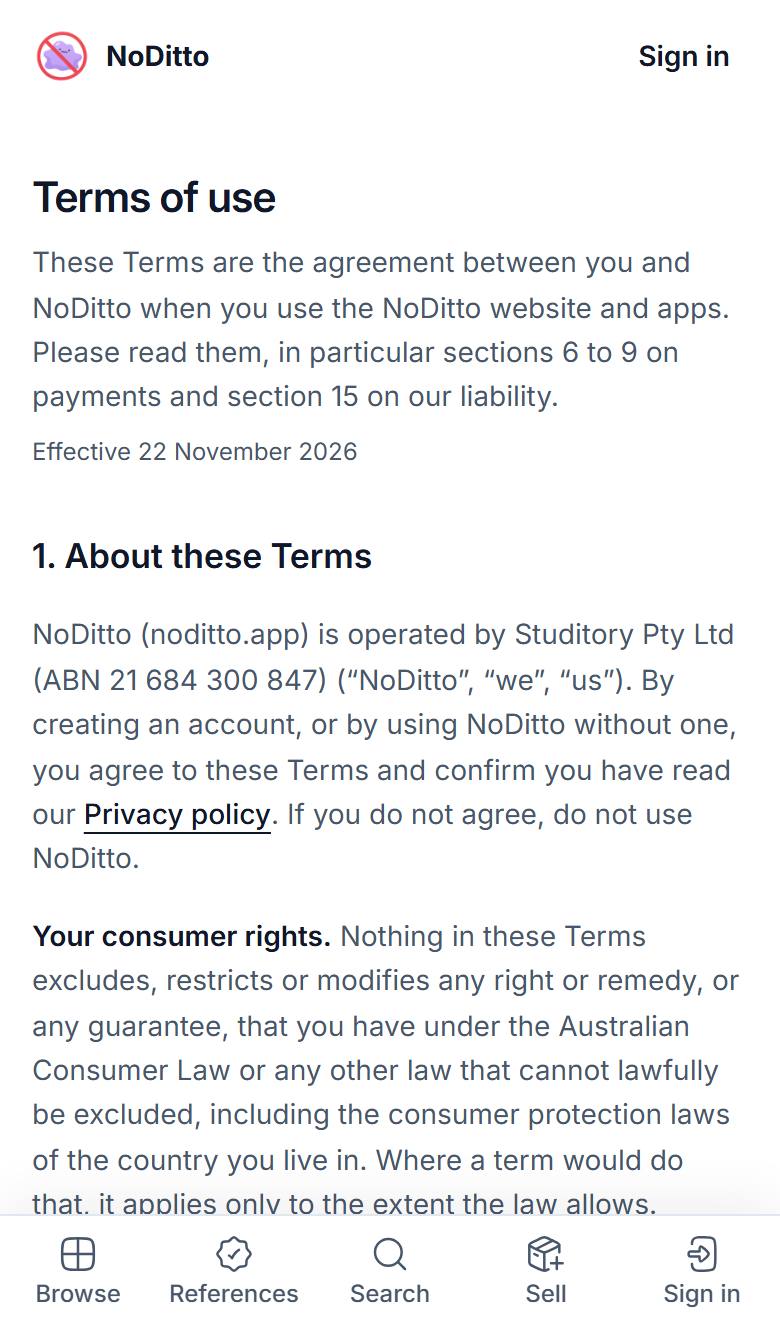 NoDitto
Sign in
Terms of use
These Terms are the agreement between you and
NoDitto when you use the NoDitto website and apps.
Please read them, in particular sections 6 to 9 on
payments and section 15 on our liability.
Effective 22 November 2026
1. About these Terms
NoDitto (noditto.app) is operated by Studitory Pty Ltd
(ABN 21 684 300 847) (“NoDitto”, “we”, “us”). By
creating an account, or by using NoDitto without one,
you agree to these Terms and confirm you have read
our Privacy policy. If you do not agree, do not use
NoDitto.
Your consumer rights. Nothing in these Terms
excludes, restricts or modifies any right or remedy, or
any guarantee, that you have under the Australian
Consumer Law or any other law that cannot lawfully
be excluded, including the consumer protection laws
of the country you live in. Where a term would do
that, it applies only to the extent the law allows.
Browse
References
Search
Sell
Sign in